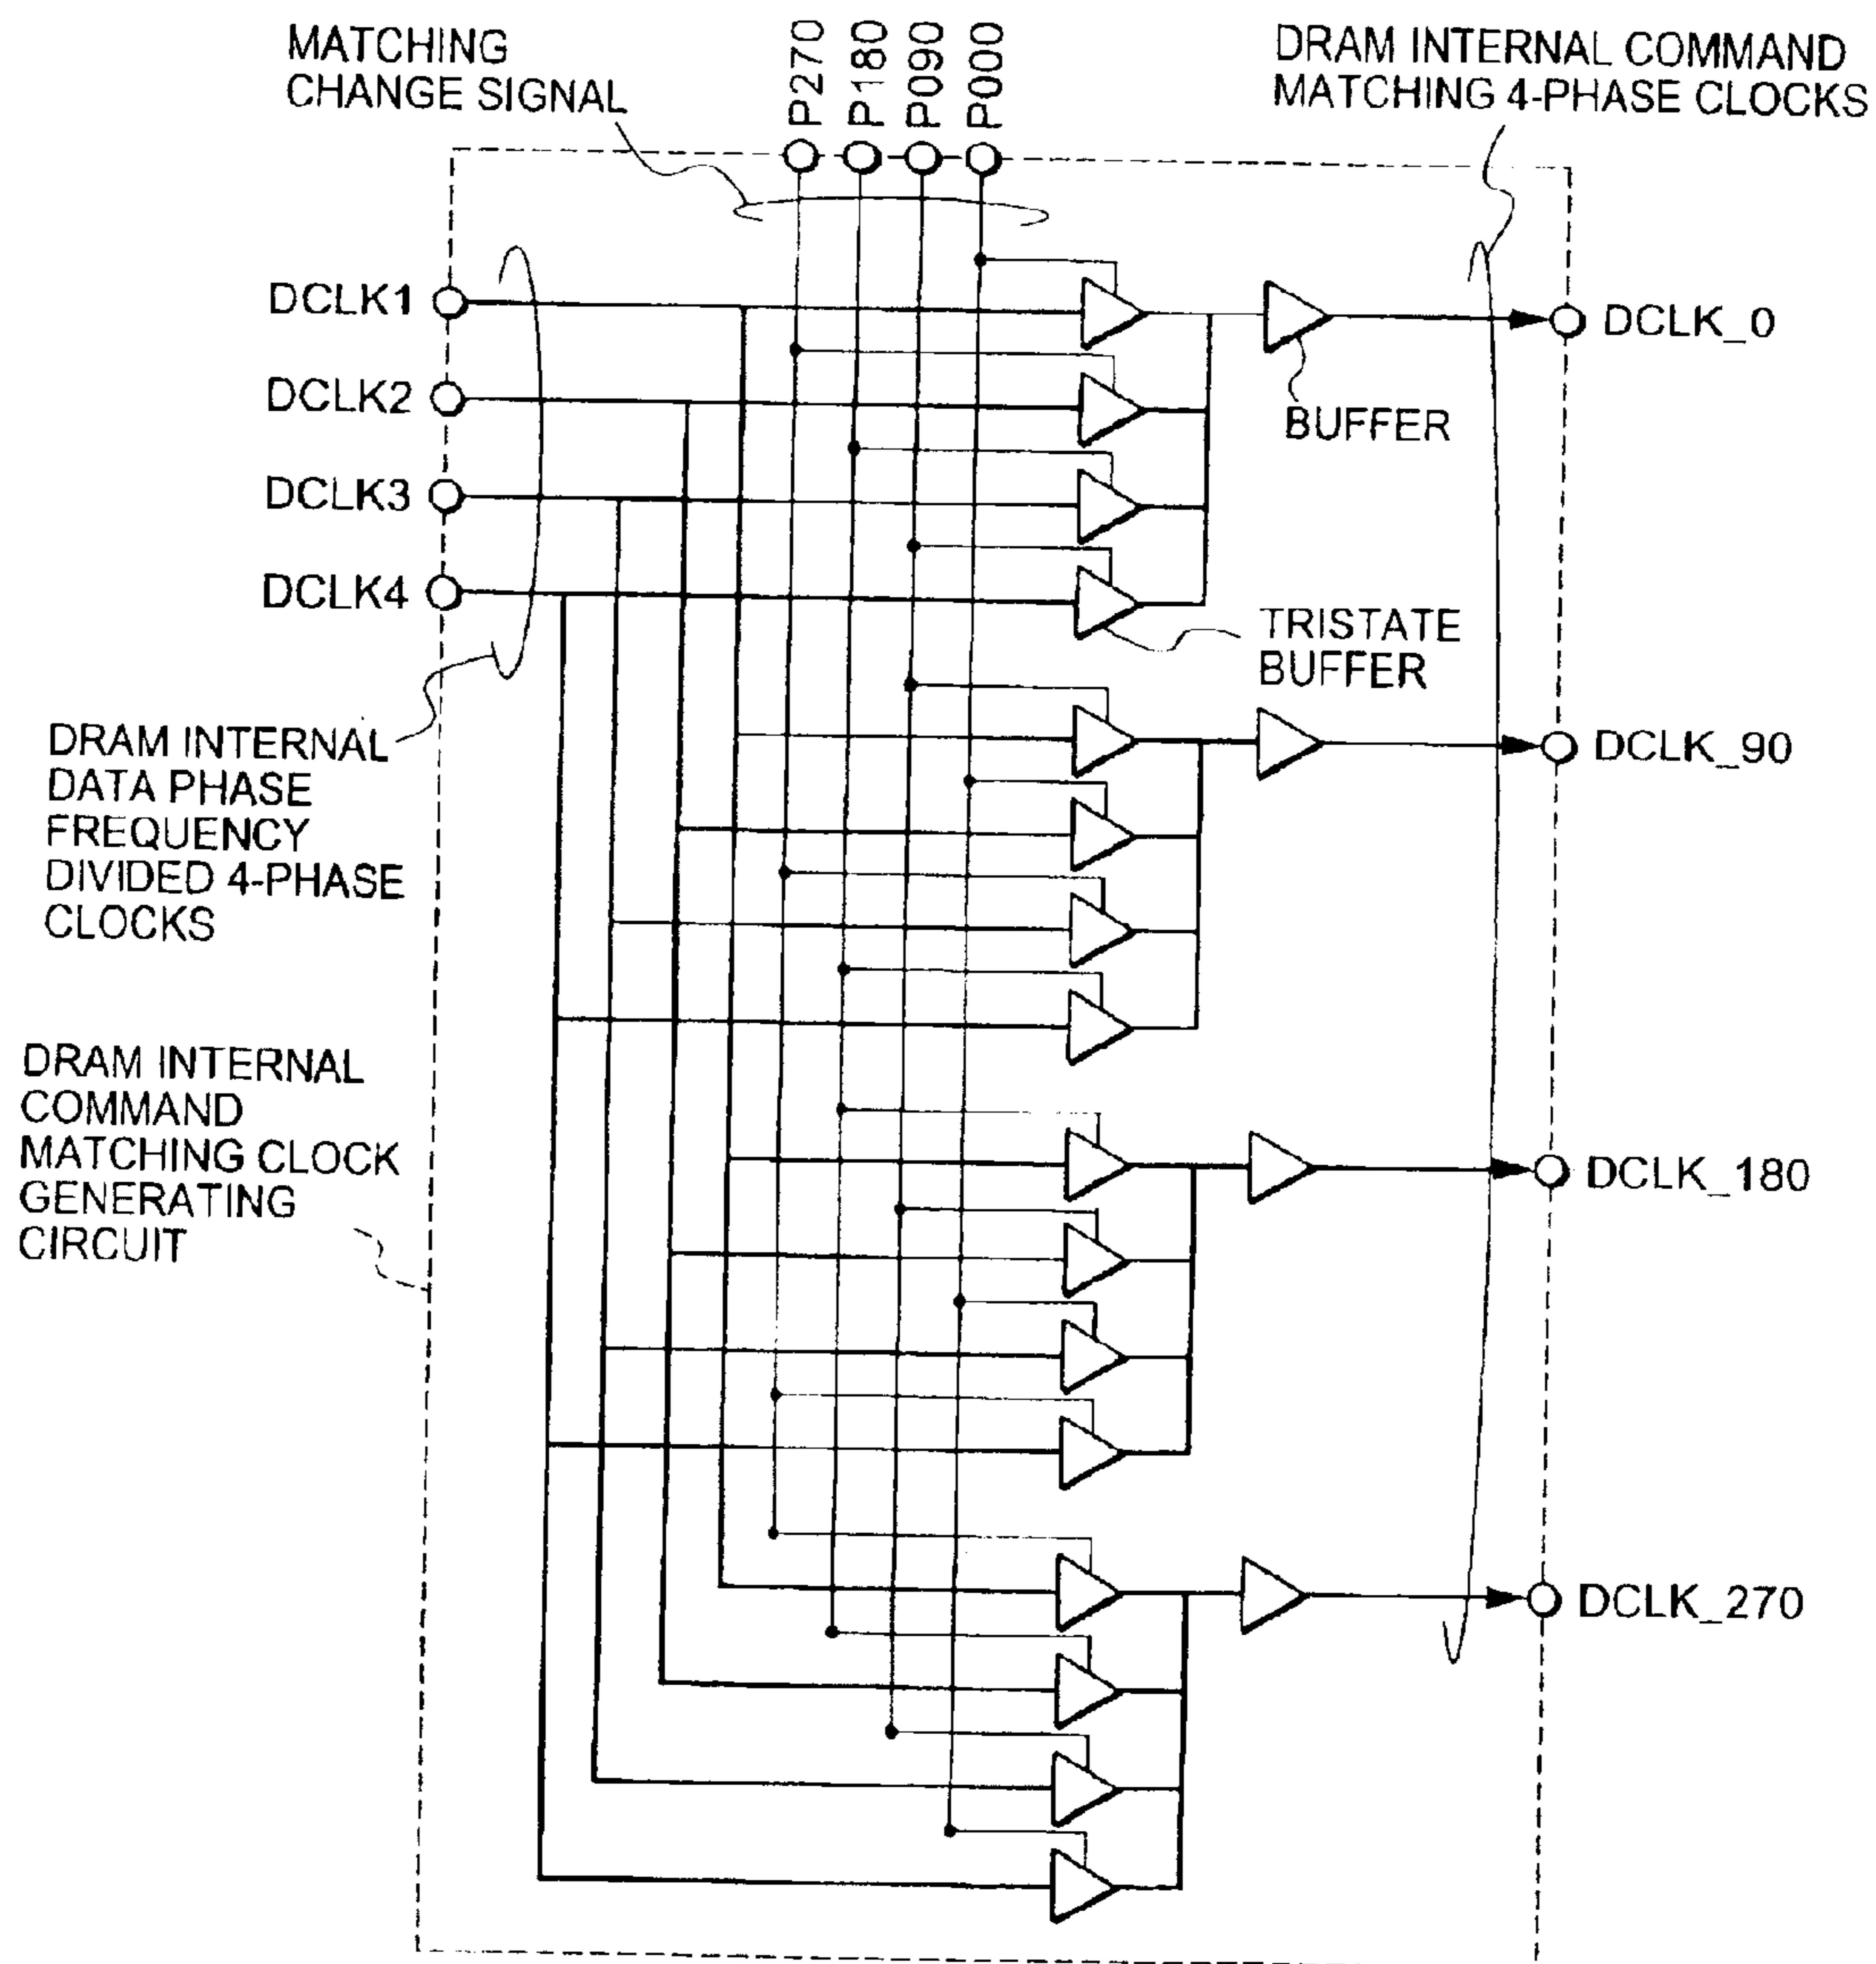 MATCHING
CHANGE SIGNAL
P270
P180
P090
P000
DRAM INTERNAL COMMAND
MATCHING 4-PHASE CLOCKS
DCLK1
DCLK_0
DCLK2
BUFFER
DCLK3
DCLK4
TRISTATE
BUFFER
DRAM INTERNAL
DATA PHASE
FREQUENCY
DIVIDED 4-PHASE
CLOCKS
DCLK_90
DRAM INTERNAL
COMMAND
MATCHING CLOCK
GENERATING
CIRCUIT
DCLK_180
DCLK_270